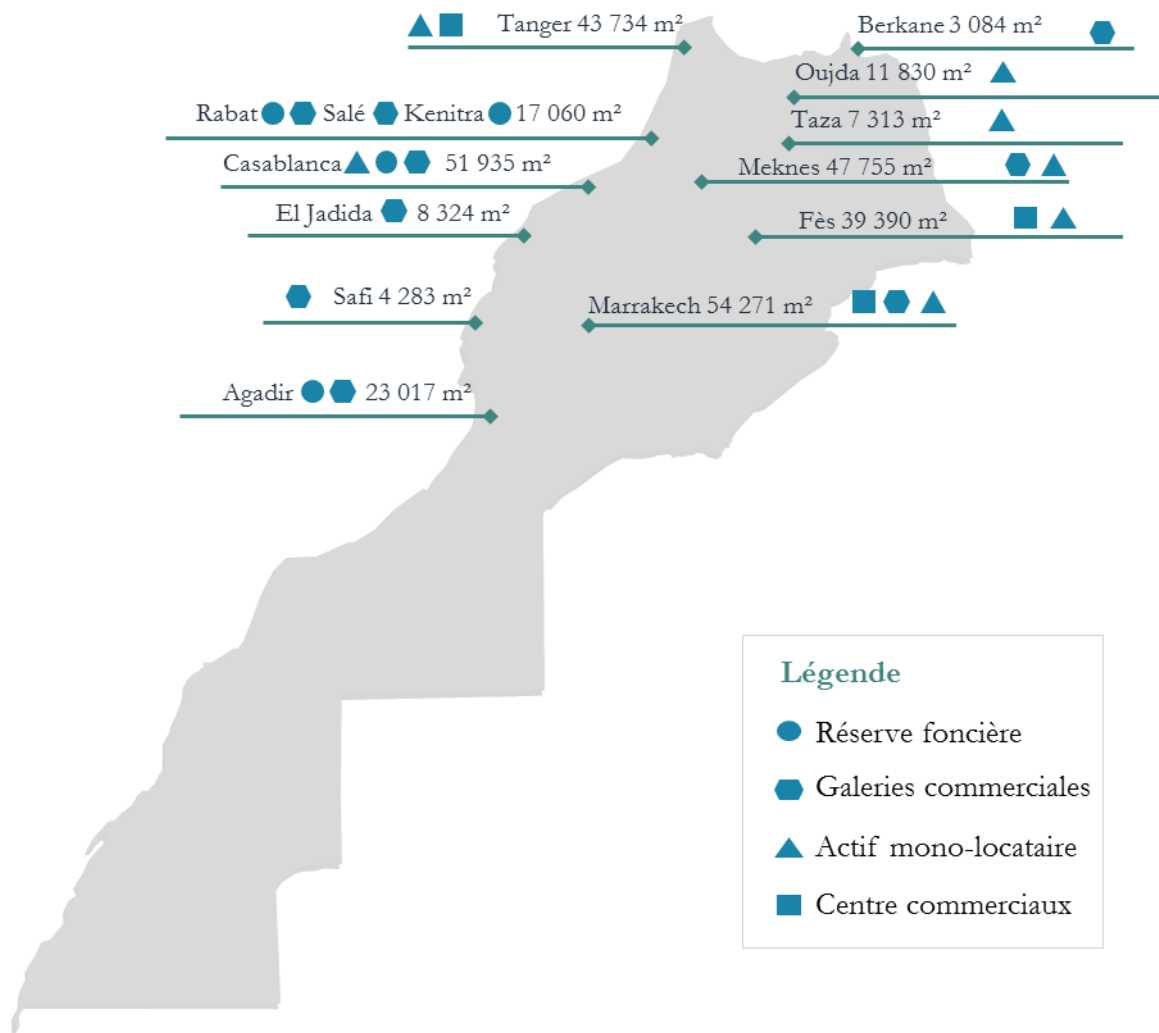 Tanger 43 734 m²
Berkane 3 084 m²
Oujda 11 830 m²
Rabat Salé Kenitra 17 060 m²
Taza 7 313 m²
Casablanca 51 935 m²
Meknes 47 755 m²
El Jadida 8 324 m²
Fès 39 390 m²
Safi 4 283 m²
Marrakech 54 271 m²
Agadir 23 017 m²
Légende
Réserve foncière
Galeries commerciales
Actif mono-locataire
Centre commerciaux